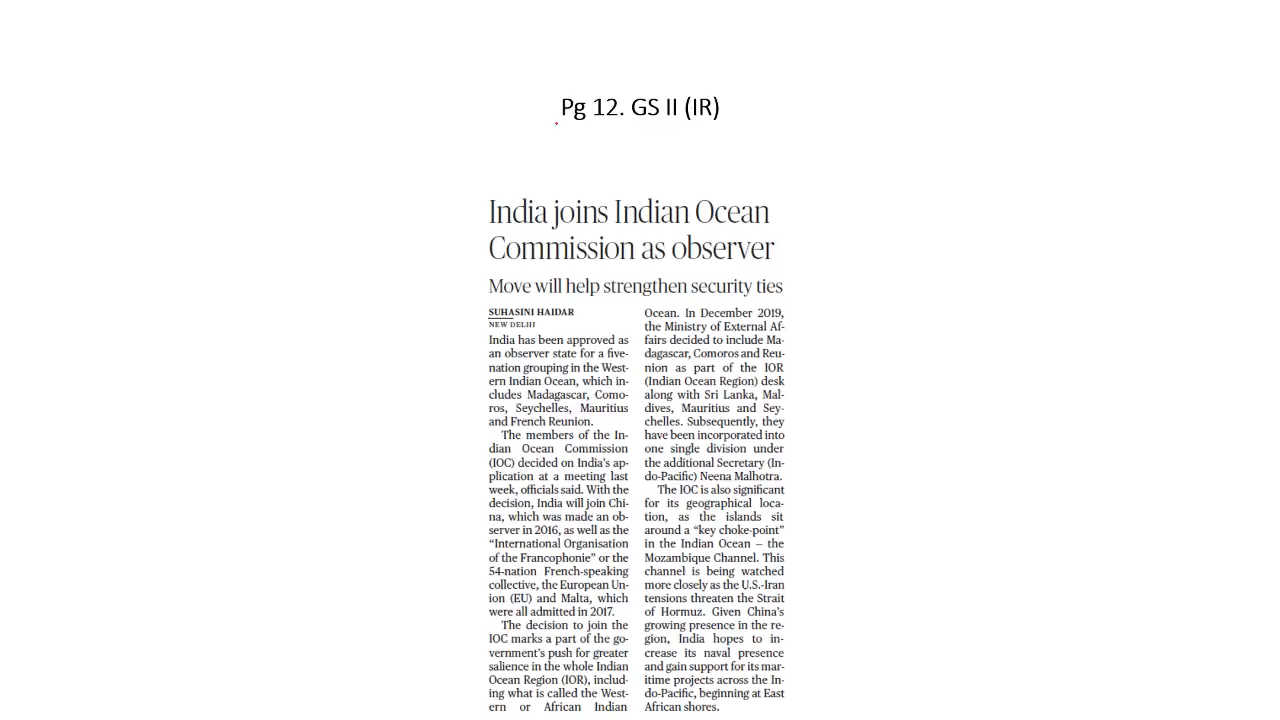 Pg 12. GS II (IR)
India joins Indian Ocean
Commission as observer
Move will help strengthen security ties
SUHASINI HAIDAR
NEW DELHI
India has been approved as
an observer state for a five-
nation grouping in the West-
ern Indian Ocean, which in-
cludes Madagascar, Como-
ros, Seychelles, Mauritius
and French Reunion.
The members of the In-
dian Ocean Commission
(IOC) decided on India's ap-
plication at a meeting last
week, officials said. With the
decision, India will join Chi-
na, which was made an ob-
server in 2016, as well as the
"International Organisation
of the Francophonie" or the
54-nation French-speaking
collective, the European Un-
ion (EU) and Malta, which
were all admitted in 2017.
The decision to join the
IOC marks a part of the go-
vernment's push for greater
salience in the whole Indian
Ocean Region (IOR), includ-
ing what is called the West-
ern or African Indian
Ocean. In December 2019,
the Ministry of External Af-
fairs decided to include Ma-
dagascar, Comoros and Reu-
nion as part of the IOR
(Indian Ocean Region) desk
along with Sri Lanka, Mal-
dives, Mauritius and Sey-
chelles. Subsequently, they
have been incorporated into
one single division under
the additional Secretary (In-
do-Pacific) Neena Malhotra.
The IOC is also significant
for its geographical loca-
tion, as the islands sit
around a "key choke-point"
in the Indian Ocean – the
Mozambique Channel. This
channel is being watched
more closely as the U.S.-Iran
tensions threaten the Strait
of Hormuz. Given China's
growing presence in the re-
gion, India hopes to in-
crease its naval presence
and gain support for its mar-
itime projects across the In-
do-Pacific, beginning at East
African shores.